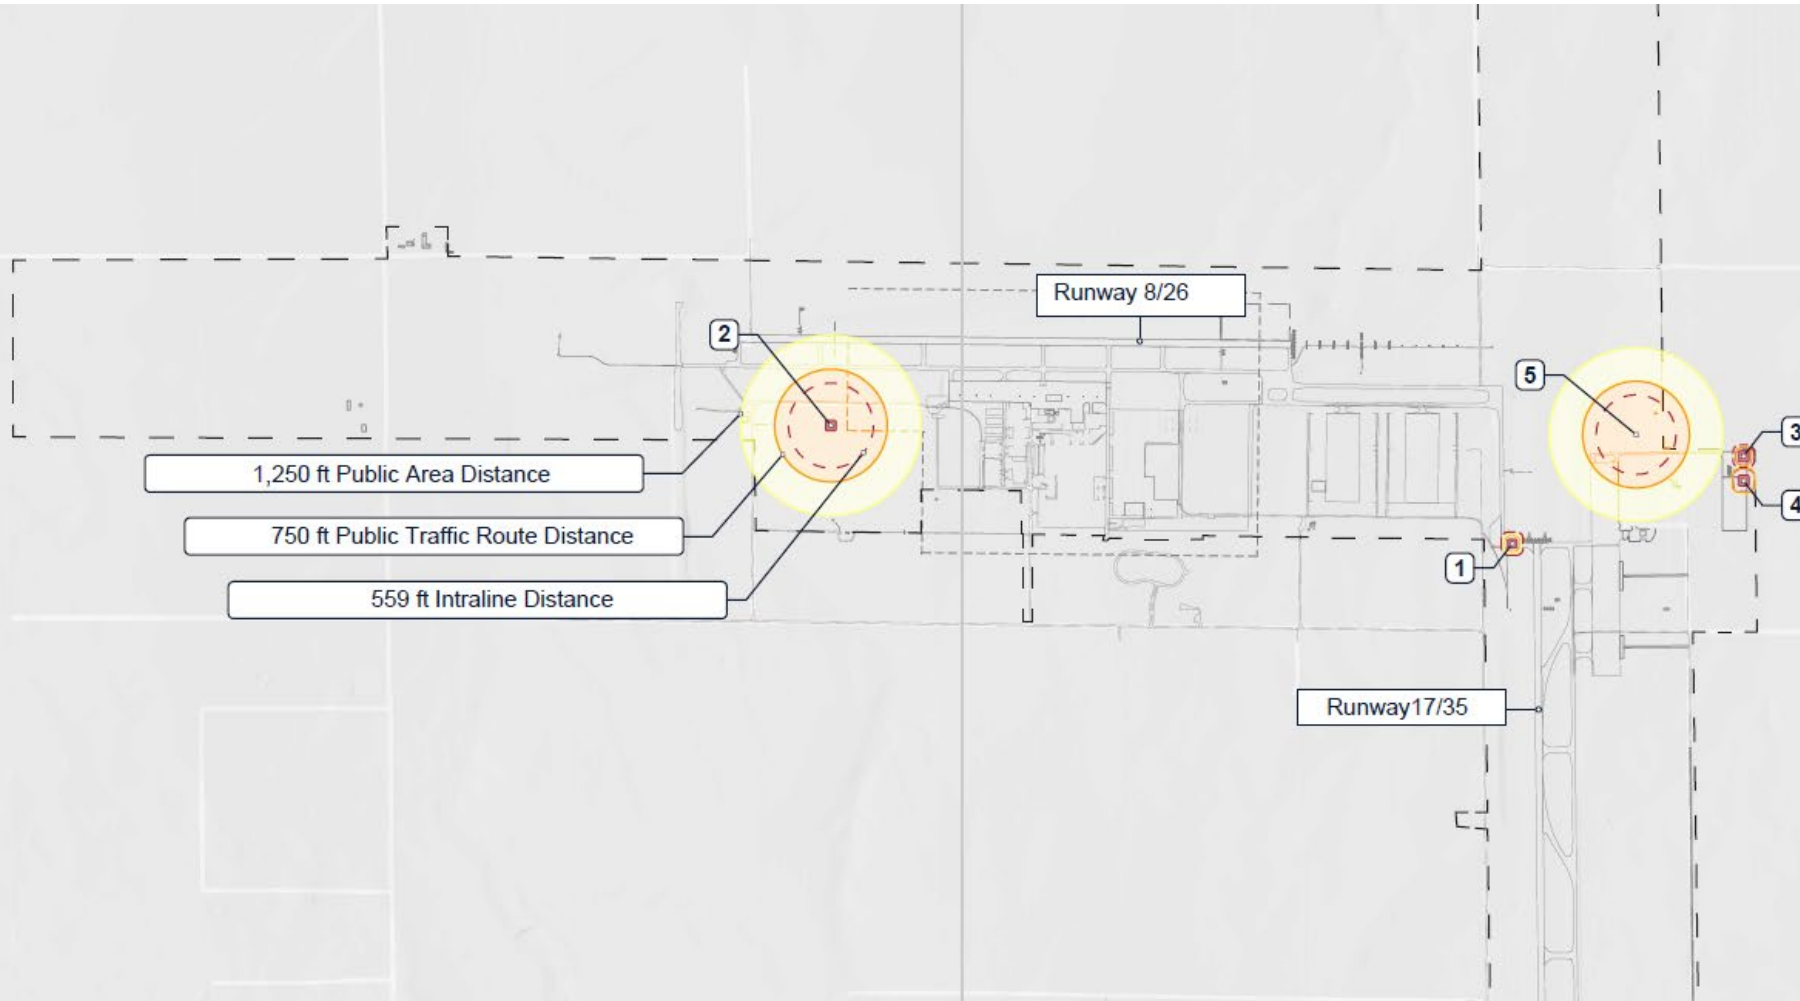 Runway 8/26
2
5
3
1,250 ft Public Area Distance
4
750 ft Public Traffic Route Distance
1
559 ft Intraline Distance
Runway17/35